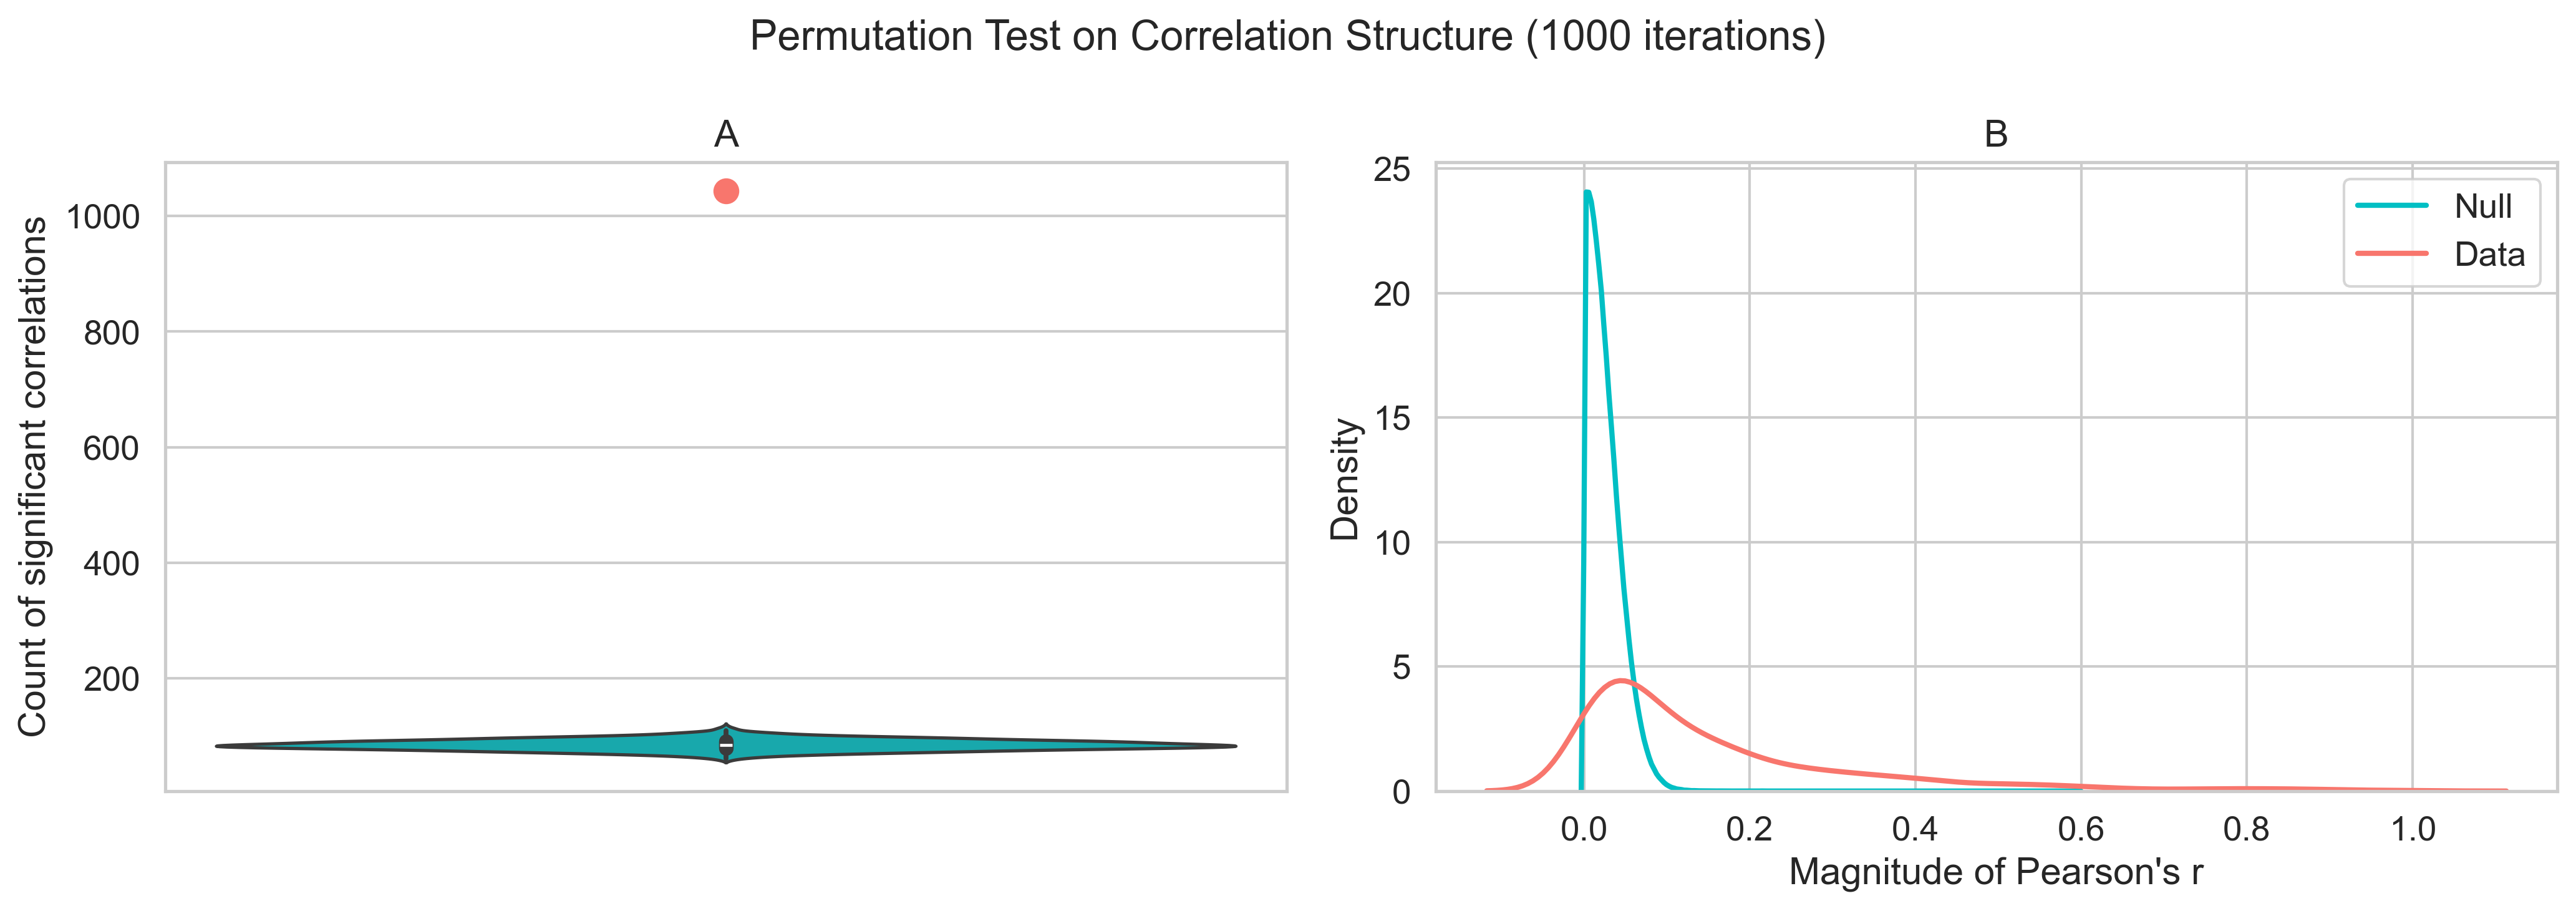 Permutation Test on Correlation Structure (1000 iterations)
A
Count of significant correlations
1000
800
600
400
200
B
Density
25
20
15
10
5
0
0.0 0.2 0.4 0.6 0.8 1.0
Magnitude of Pearson's r
Null
Data